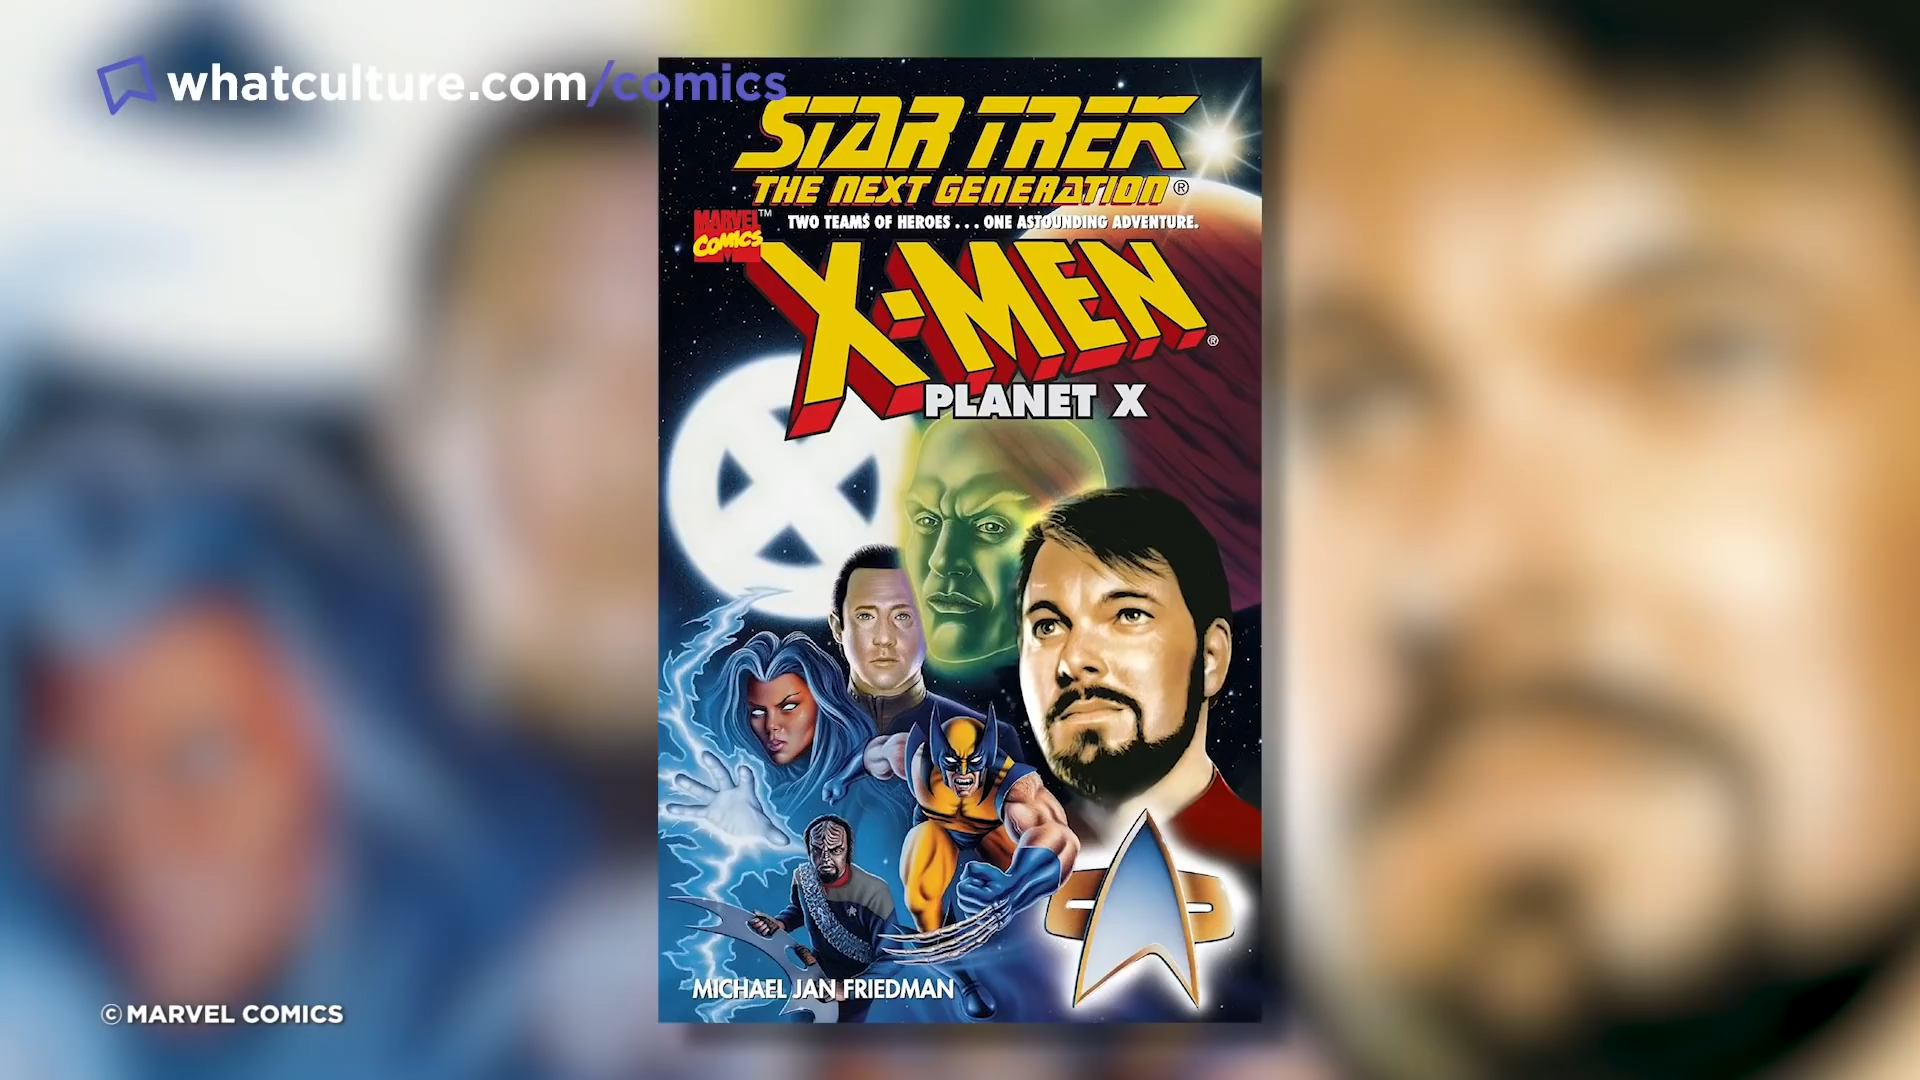 whatculture.com/comics
STAR TREK
THE NEXT GENERATION®
MARVEL™
COMICS
TWO TEAMS OF HEROES . . . ONE ASTOUNDING ADVENTURE.
X-MEN®
PLANET X
MICHAEL JAN FRIEDMAN
© MARVEL COMICS